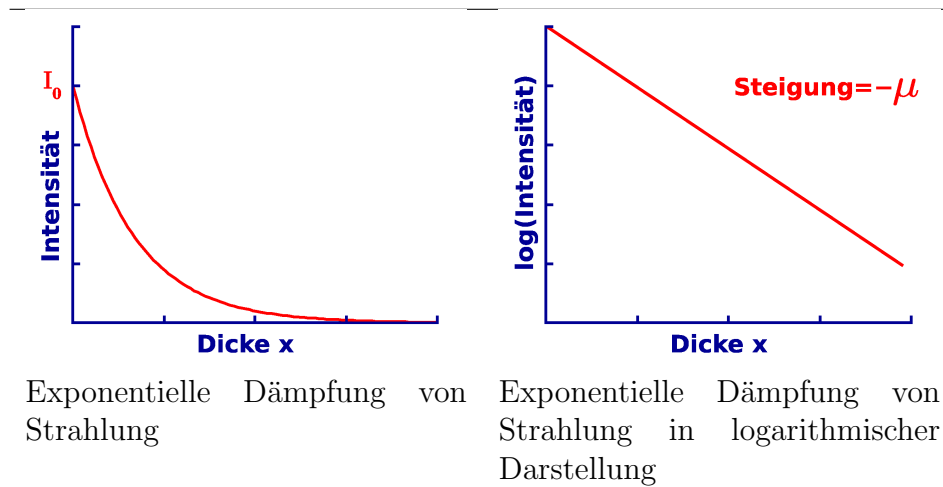 I₀
Intensität
Dicke x
Exponentielle Dämpfung von
Strahlung
Steigung=−μ
log(Intensität)
Dicke x
Exponentielle Dämpfung von
Strahlung in logarithmischer
Darstellung